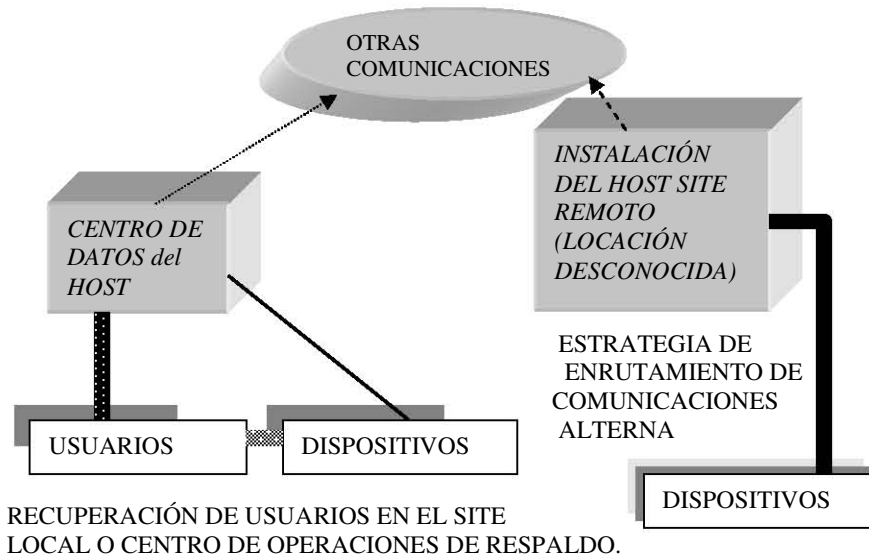 OTRAS
COMUNICACIONES
INSTALACIÓN
DEL HOST SITE
REMOTO
(LOCACIÓN
DESCONOCIDA)
CENTRO DE
DATOS del
HOST
ESTRATEGIA DE
ENRUTAMIENTO DE
COMUNICACIONES
ALTERNA
USUARIOS
DISPOSITIVOS
DISPOSITIVOS
RECUPERACIÓN DE USUARIOS EN EL SITE
LOCAL O CENTRO DE OPERACIONES DE RESPALDO.